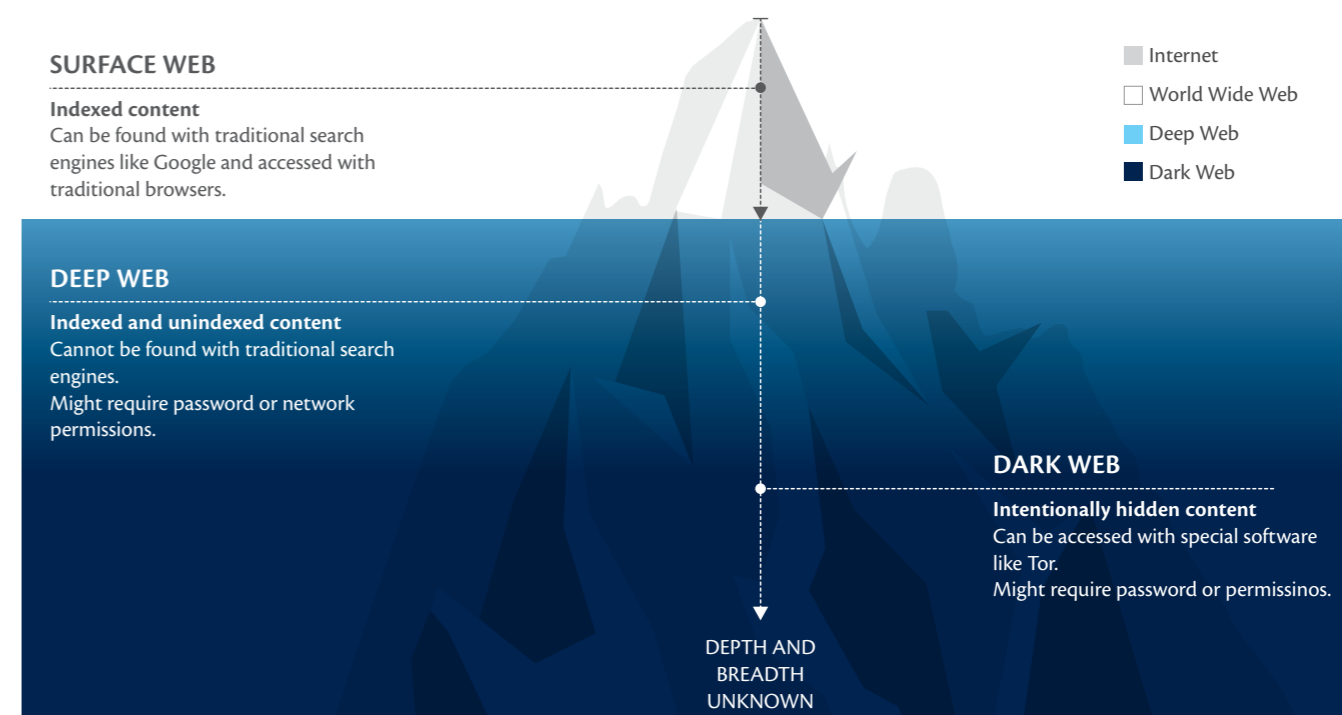 SURFACE WEB
Indexed content
Can be found with traditional search
engines like Google and accessed with
traditional browsers.
Internet
World Wide Web
Deep Web
Dark Web
DEEP WEB
Indexed and unindexed content
Cannot be found with traditional search
engines.
Might require password or network
permissions.
DARK WEB
Intentionally hidden content
Can be accessed with special software
like Tor.
Might require password or permissinos.
DEPTH AND
BREADTH
UNKNOWN